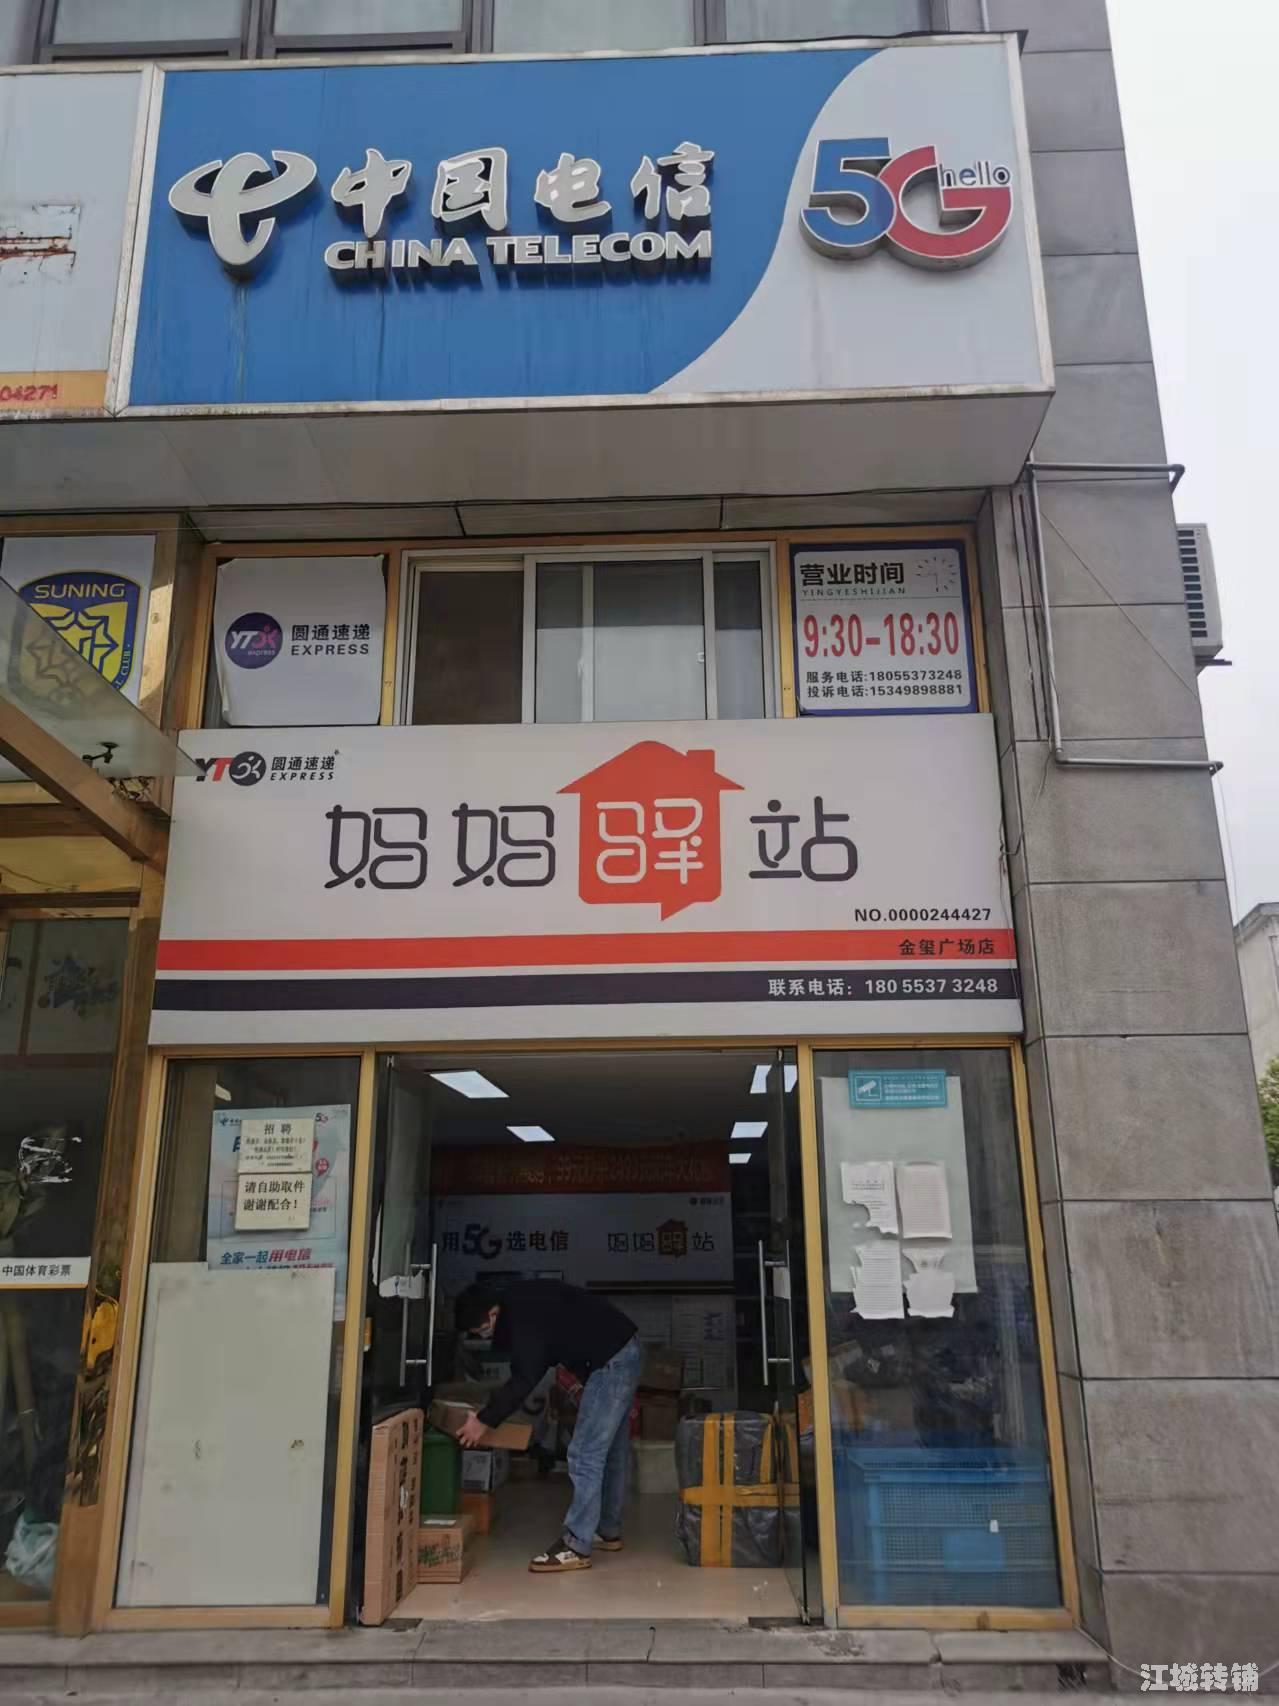 中国电信
CHINA TELECOM
5G hello
04271
SUNING
YTO express
圆通速递
EXPRESS
营业时间
YINGYESHIJIAN
9:30-18:30
服务电话:18055373248
投诉电话:15349898881
YTO 圆通速递
EXPRESS
妈妈驿站
NO.0000244427
金玺广场店
联系电话: 180 5537 3248
招聘
请自助取件
谢谢配合!
全家一起用电信
中国体育彩票
用5G选电信
妈妈驿站
江城转铺